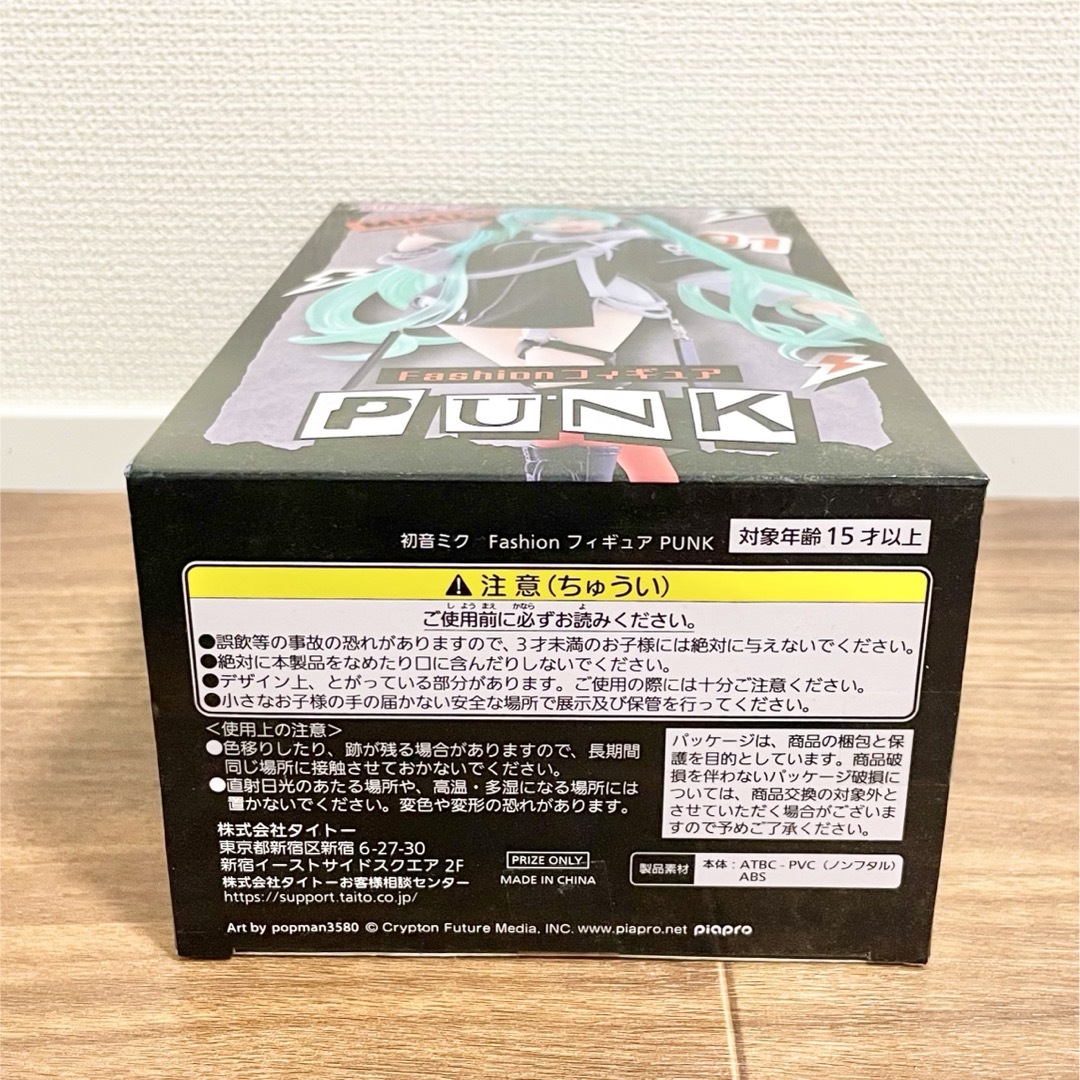 MIKU
01
Fashionフィギュア
PUNK
初音ミク Fashion フィギュア PUNK
対象年齢 15 才以上
注意(ちゅうい)
しようまえ かなら よ
ご使用前に必ずお読みください。
●誤飲等の事故の恐れがありますので、3才未満のお子様には絶対に与えないでください。
●絶対に本製品をなめたり口に含んだりしないでください。
●デザイン上、とがっている部分があります。ご使用の際には十分ご注意ください。
●小さなお子様の手の届かない安全な場所で展示及び保管を行ってください。
<使用上の注意>
●色移りしたり、跡が残る場合がありますので、長期間
同じ場所に接触させておかないでください。
●直射日光のあたる場所や、高温・多湿になる場所には
置かないでください。変色や変形の恐れがあります。
パッケージは、商品の梱包と保
護を目的としています。商品破
損を伴わないパッケージ破損に
ついては、商品交換の対象外と
させていただく場合がございま
すので予めご了承ください。
株式会社タイトー
東京都新宿区新宿 6-27-30
新宿イーストサイドスクエア 2F
株式会社タイトーお客様相談センター
https://support.taito.co.jp/
PRIZE ONLY
MADE IN CHINA
製品素材
本体:ATBC-PVC(ノンフタル)
ABS
Art by popman3580 © Crypton Future Media, INC. www.piapro.net piapro